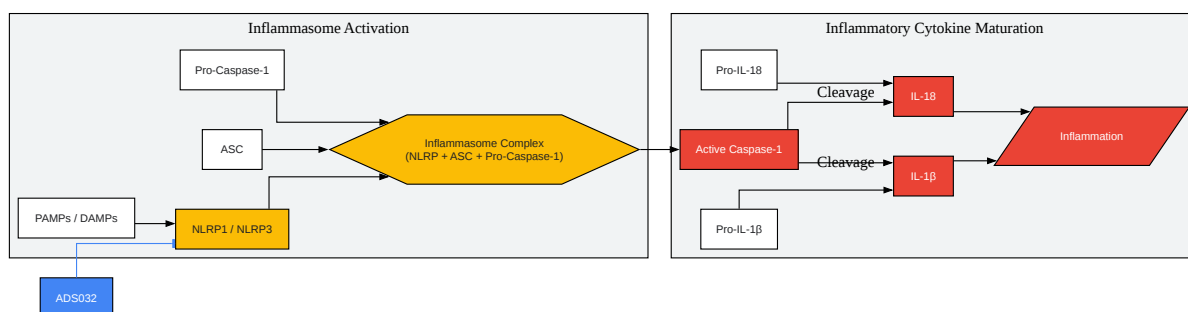 Inflammasome Activation
Pro-Caspase-1
ASC
Inflammasome Complex
(NLRP + ASC + Pro-Caspase-1)
PAMPs / DAMPs
NLRP1 / NLRP3
ADS032
Inflammatory Cytokine Maturation
Pro-IL-18
Cleavage
IL-18
Active Caspase-1
Inflammation
Cleavage
IL-1β
Pro-IL-1β